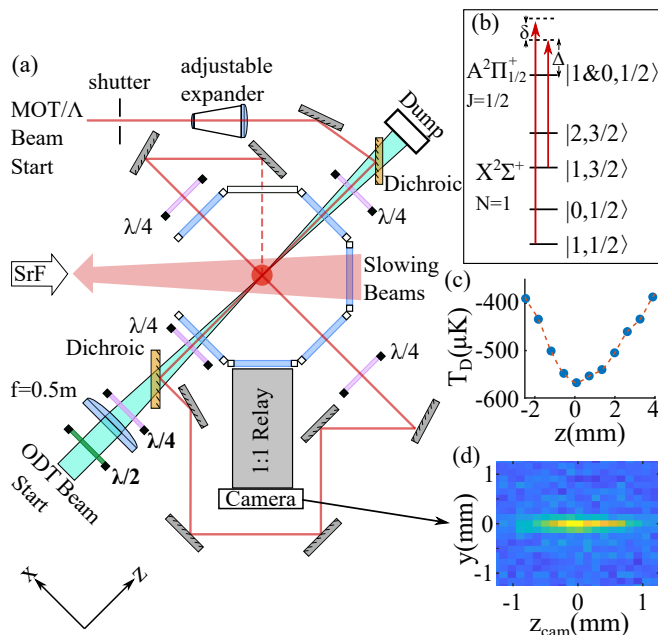 (a)
shutter
adjustable
expander
MOT/Λ
Beam
Start
Dump
Dichroic
λ/4
λ/4
SrF
Slowing
Beams
λ/4
λ/4
Dichroic
f=0.5m
λ/4
λ/2
ODT Beam
Start
1:1 Relay
Camera
X
Z
(b)
δ
Δ
A²Π⁺₁/₂
J=1/2
|1&0,1/2⟩
|2,3/2⟩
X²Σ⁺
|1,3/2⟩
N=1
|0,1/2⟩
|1,1/2⟩
(c)
T_D(μK)
-400
-500
-600
-2 0 2 4
z(mm)
(d)
y(mm)
1
0
-1
-1 0 1
z_cam(mm)